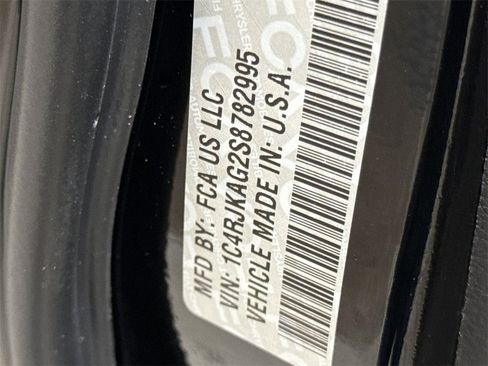 MFD BY: FCA US LLC
VIN: 1C4RJKAG2S8782995
VEHICLE MADE IN: U.S.A.